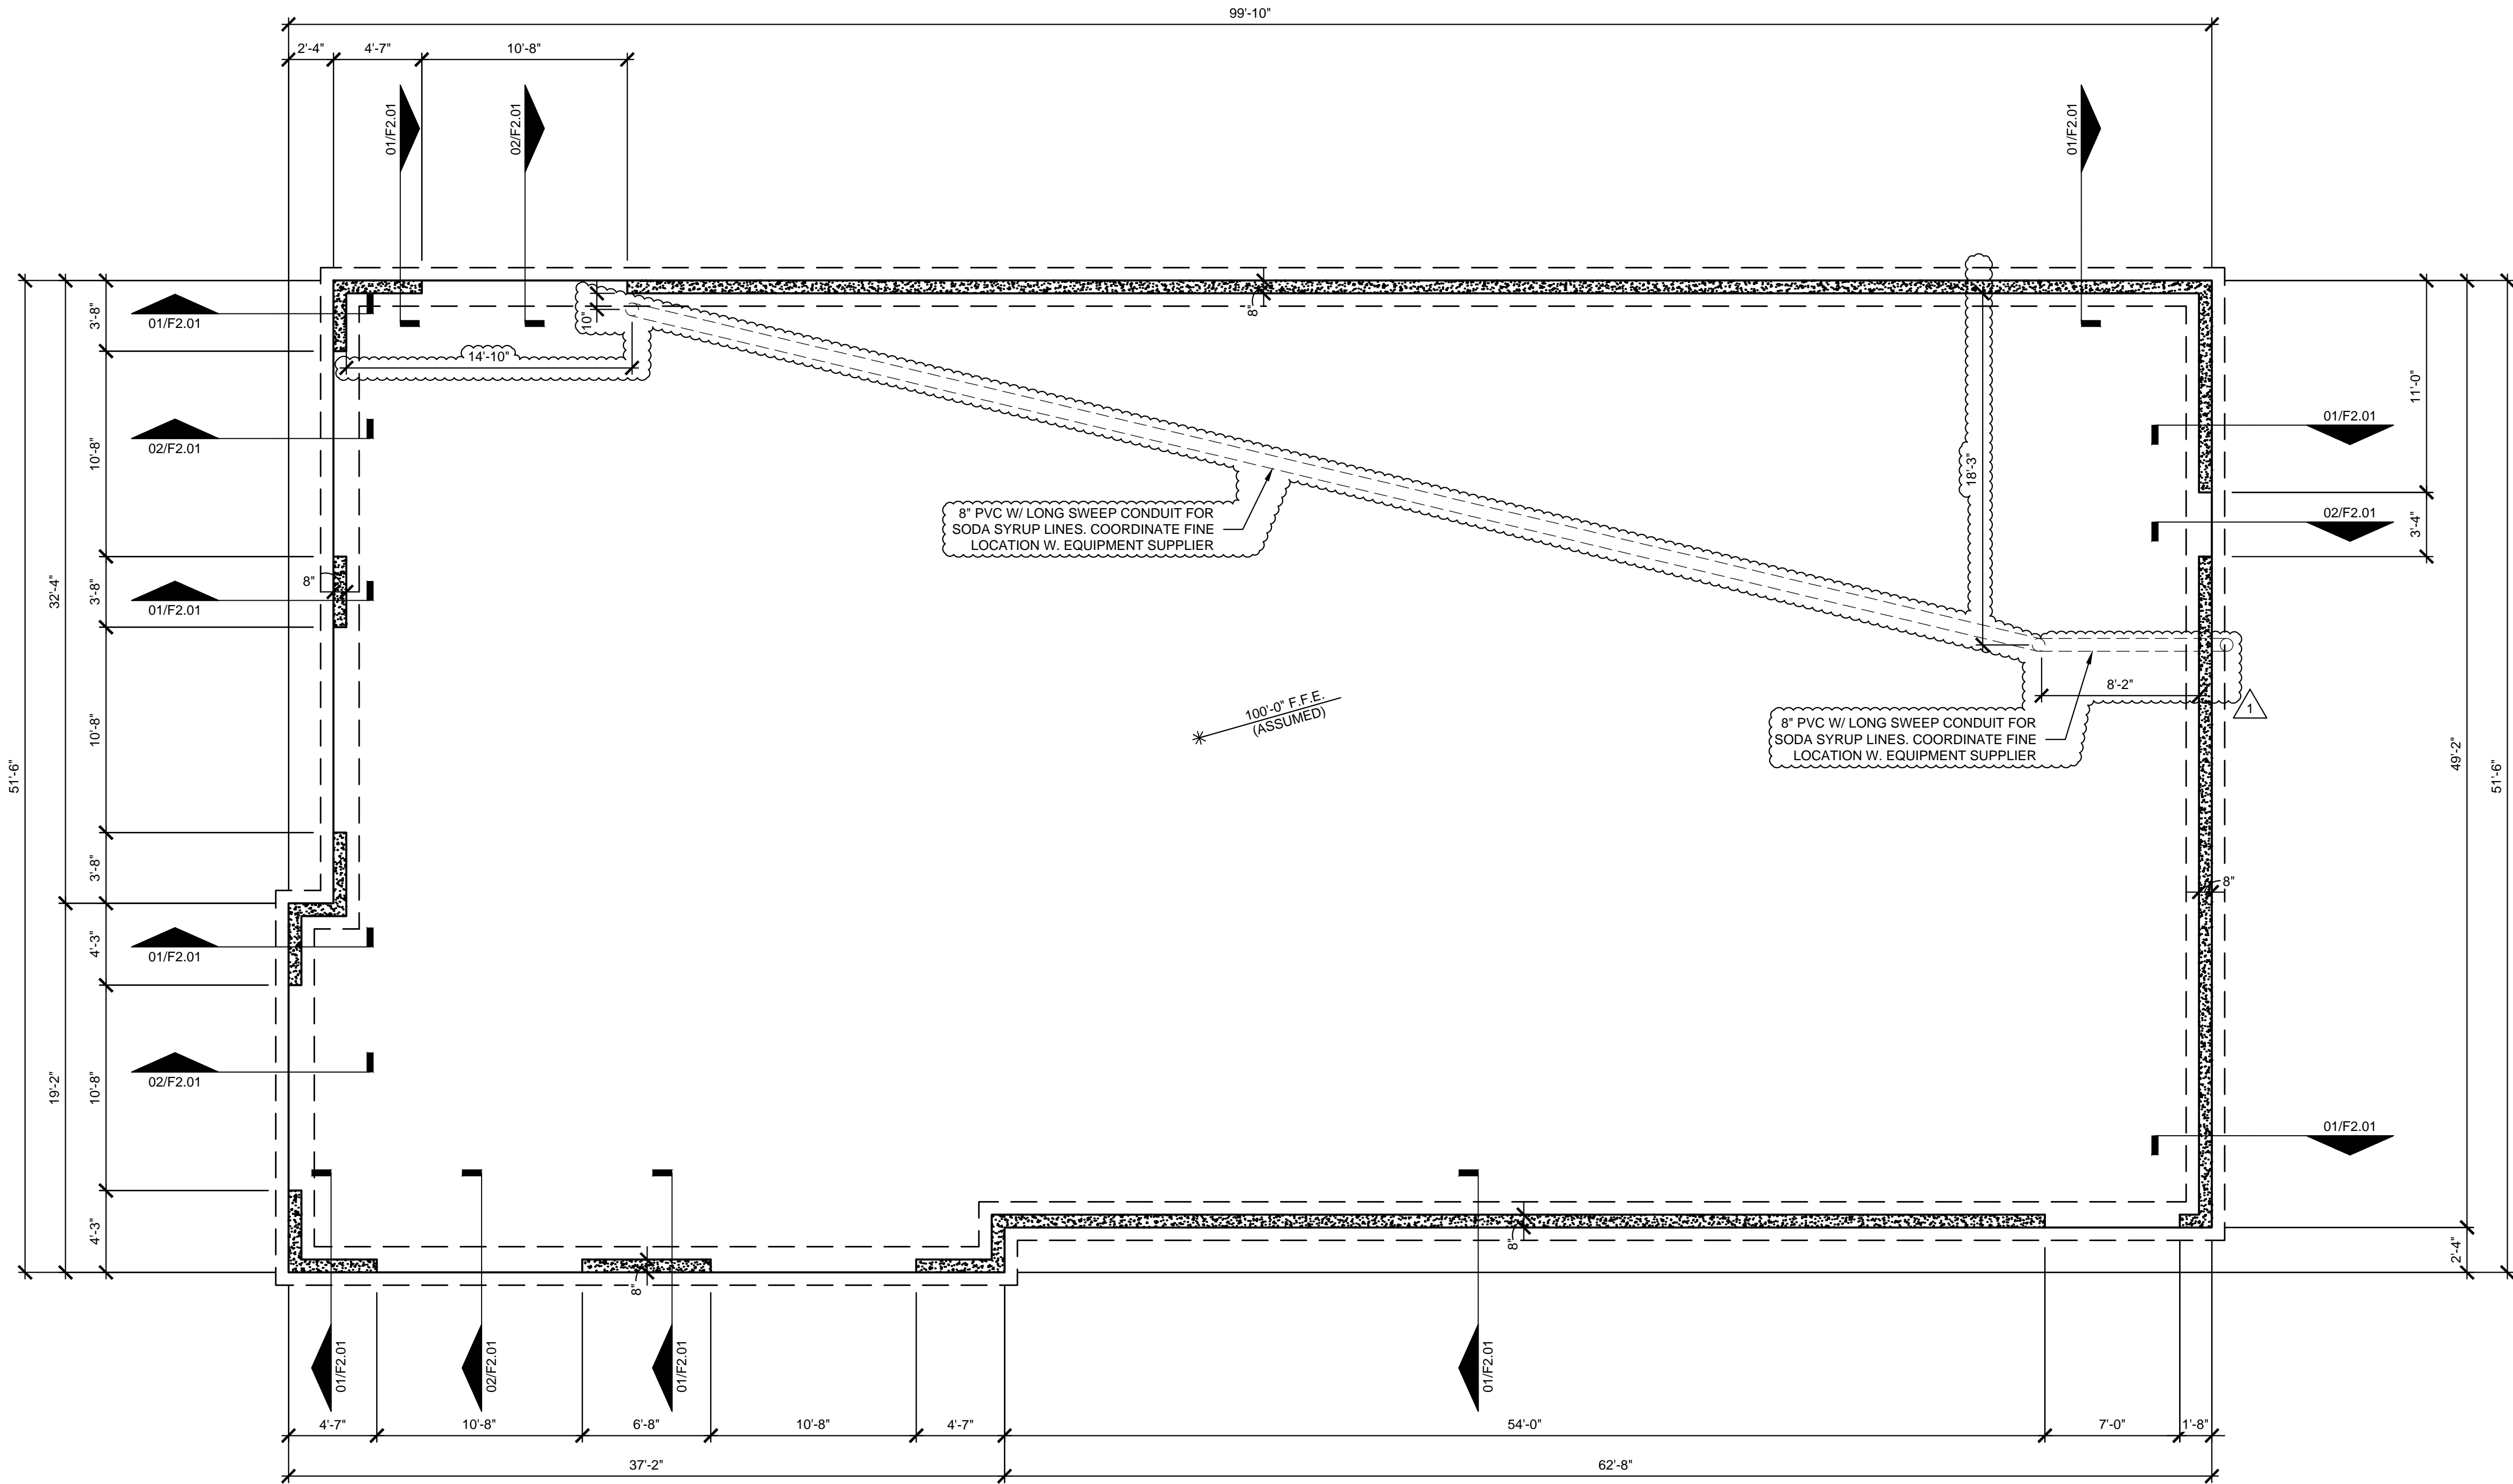 99'-10"
2'-4"
4'-7"
10'-8"
01/F2.01
02/F2.01
01/F2.01
3'-8"
01/F2.01
10"
8"
14'-10"
11'-0"
01/F2.01
10'-8"
02/F2.01
18'-3"
8" PVC W/ LONG SWEEP CONDUIT FOR
SODA SYRUP LINES. COORDINATE FINE
LOCATION W. EQUIPMENT SUPPLIER
02/F2.01
3'-4"
32'-4"
8"
3'-8"
01/F2.01
8'-2"
1
100'-0" F.F.E.
(ASSUMED)
8" PVC W/ LONG SWEEP CONDUIT FOR
SODA SYRUP LINES. COORDINATE FINE
LOCATION W. EQUIPMENT SUPPLIER
51'-6"
10'-8"
49'-2"
51'-6"
3'-8"
8"
4'-3"
01/F2.01
19'-2"
10'-8"
02/F2.01
01/F2.01
4'-3"
8"
8"
2'-4"
01/F2.01
02/F2.01
01/F2.01
01/F2.01
4'-7"
10'-8"
6'-8"
10'-8"
4'-7"
54'-0"
7'-0"
1'-8"
37'-2"
62'-8"